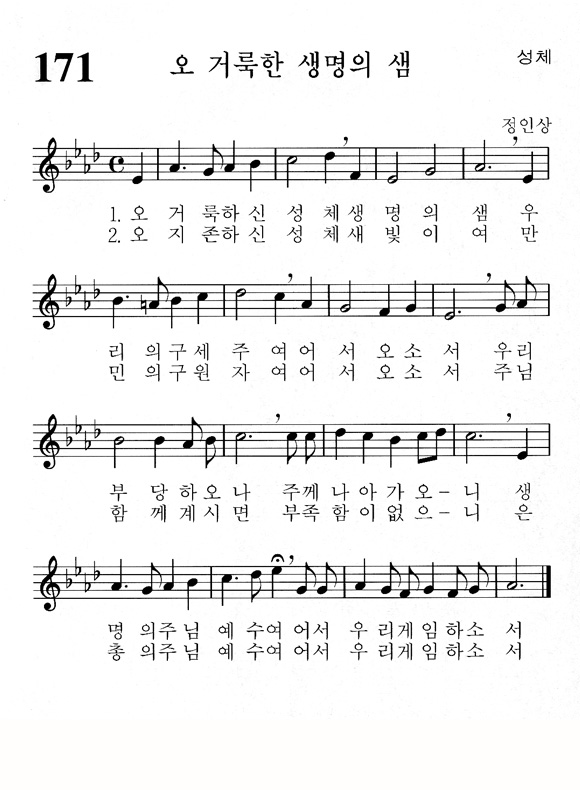 171 오 거룩한 생명의 샘 성체
정인상
1. 오 거 룩하 신 성 체 생 명 의 샘 우
2. 오 지 존하 신 성 체 새 빛 이 여 만
리 의 구 세 주 여 어 서 오 소 서 우리
민 의 구 원 자 여 어 서 오 소 서 주님
부 당 하 오 나 주께 나 아 가 오-니 생
함 께 계 시 면 부족 함 이 없 으-니 은
명 의주 님 예 수여 어서 우 리게 임 하소 서
총 의주 님 예 수여 어서 우 리게 임 하소 서